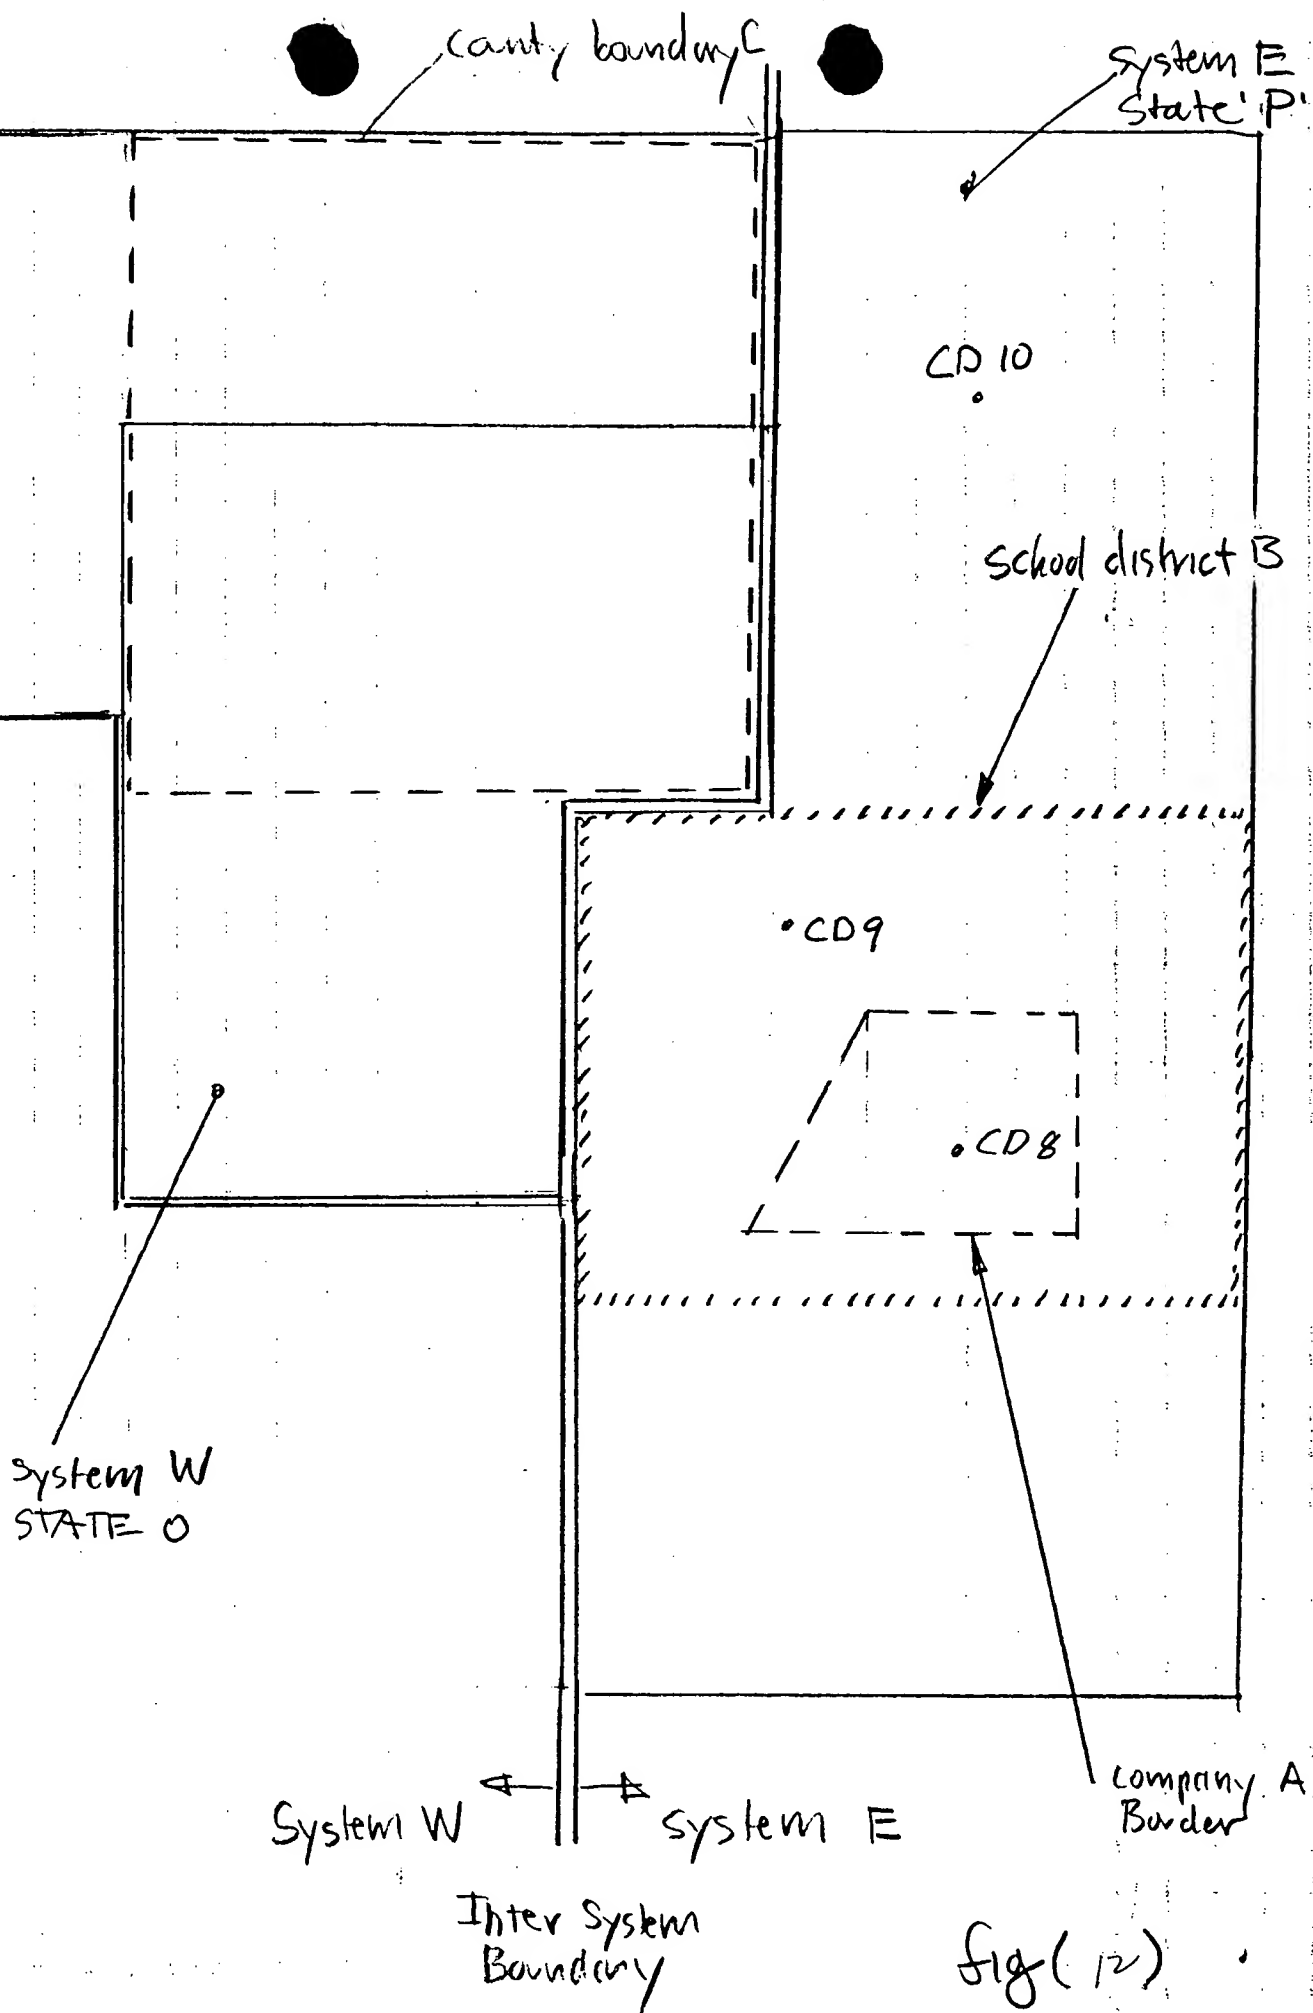 county boundary C
System E
State 'P'
CD 10
School district B
CD9
CD8
System W
STATE O
company A
Border
System W
System E
Inter System
Boundary
fig (12)